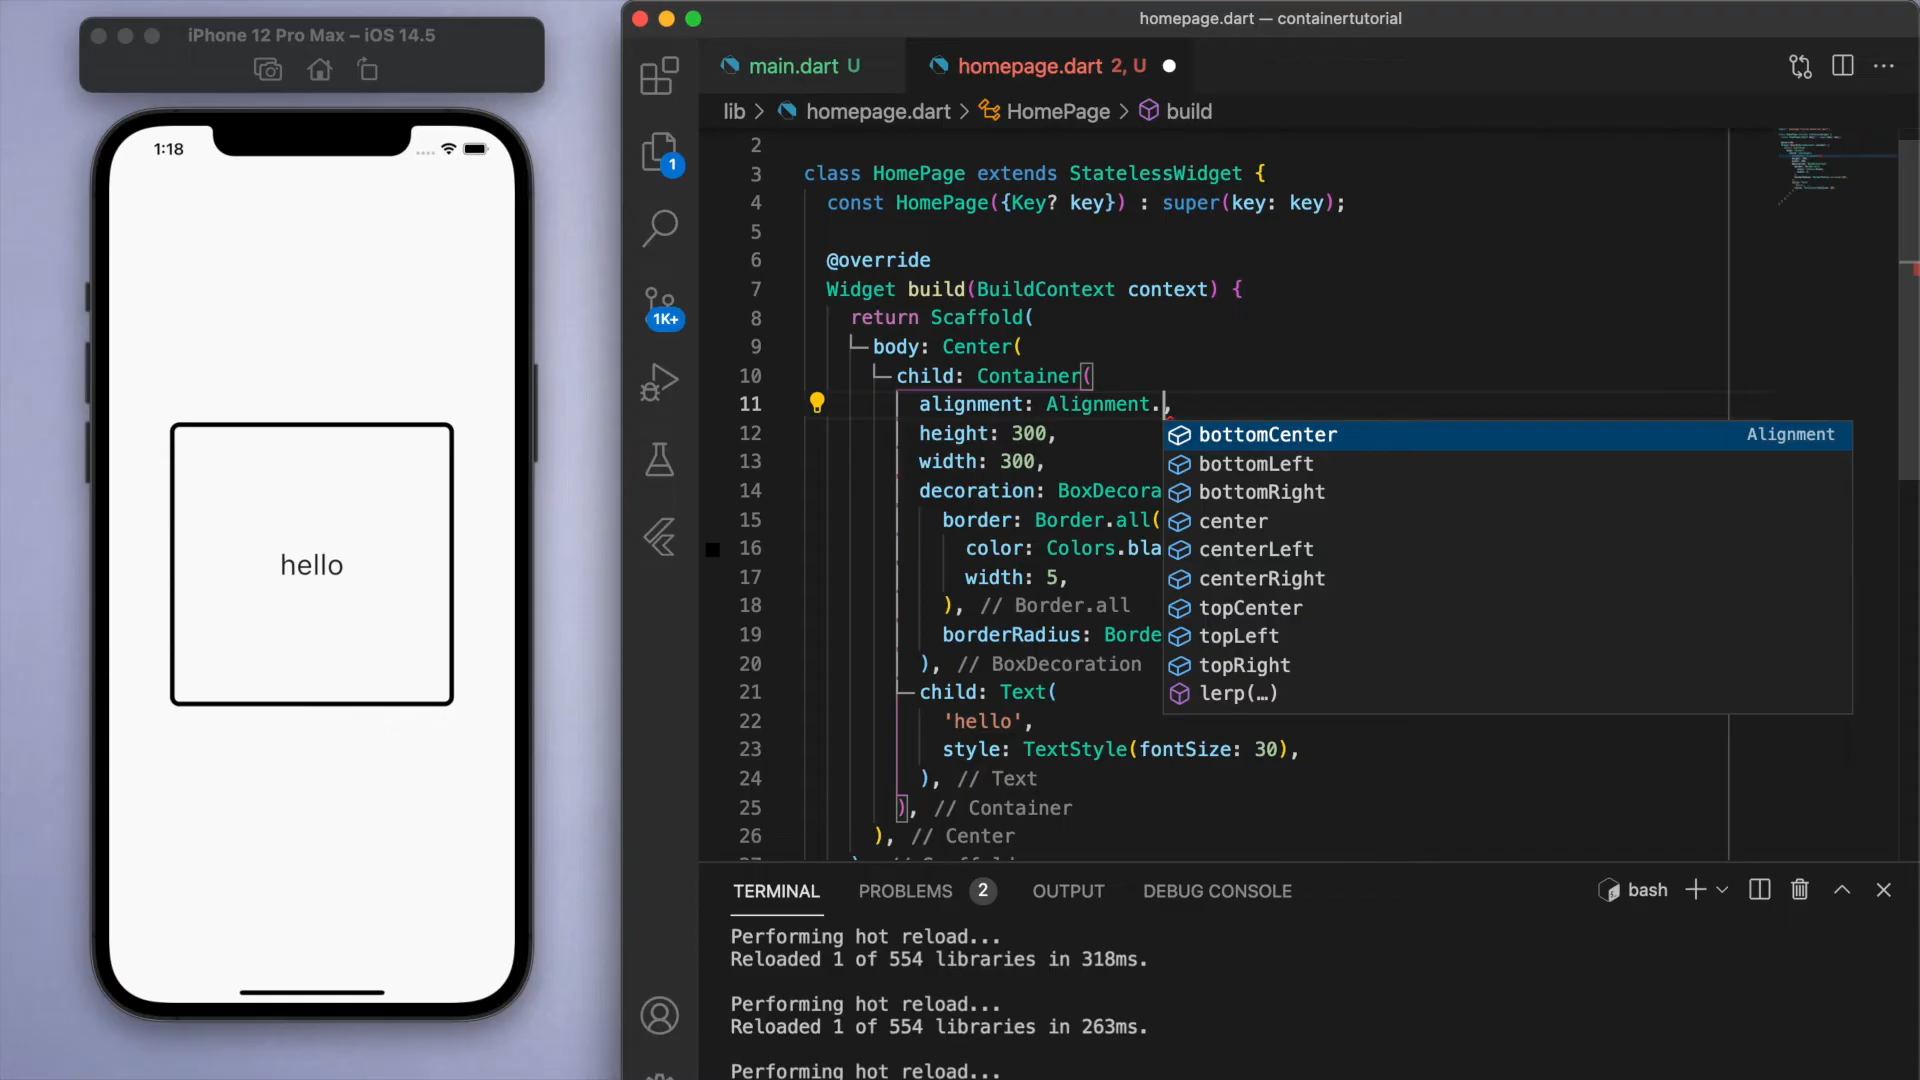 iPhone 12 Pro Max – iOS 14.5
1:18
hello
homepage.dart — containertutorial
main.dart U
homepage.dart 2, U
lib > homepage.dart > HomePage > build
1
1K+
2
3 class HomePage extends StatelessWidget {
4 const HomePage({Key? key}) : super(key: key);
5
6 @override
7 Widget build(BuildContext context) {
8 return Scaffold(
9 body: Center(
10 child: Container(
11 alignment: Alignment.,
12 height: 300,
13 width: 300,
14 decoration: BoxDecora
15 border: Border.all(
16 color: Colors.bla
17 width: 5,
18 ), // Border.all
19 borderRadius: Borde
20 ), // BoxDecoration
21 child: Text(
22 'hello',
23 style: TextStyle(fontSize: 30),
24 ), // Text
25 ), // Container
26 ), // Center
bottomCenter Alignment
bottomLeft
bottomRight
center
centerLeft
centerRight
topCenter
topLeft
topRight
lerp(…)
TERMINAL PROBLEMS 2 OUTPUT DEBUG CONSOLE bash
Performing hot reload...
Reloaded 1 of 554 libraries in 318ms.
Performing hot reload...
Reloaded 1 of 554 libraries in 263ms.
Performing hot reload...